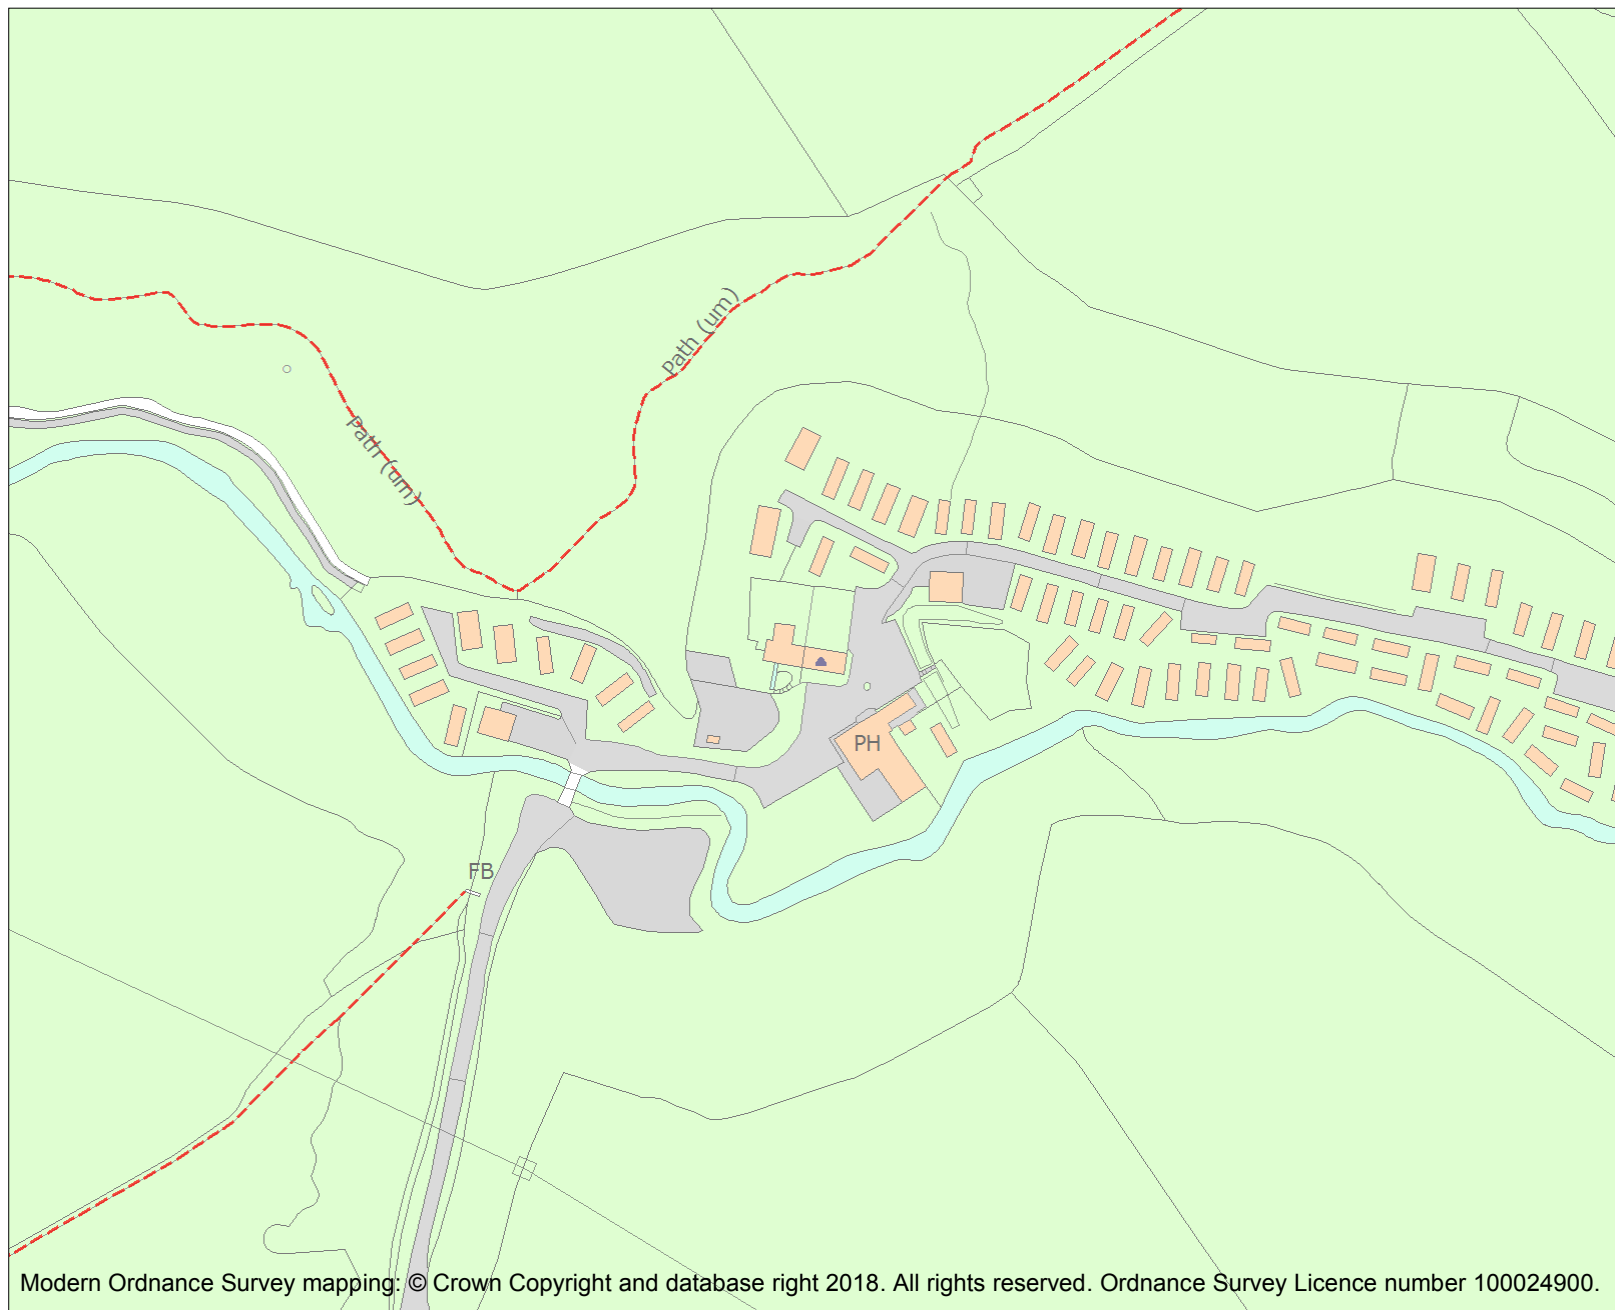 Path (um)
Path (um)
PH
FB
Modern Ordnance Survey mapping: © Crown Copyright and database right 2018. All rights reserved. Ordnance Survey Licence number 100024900.